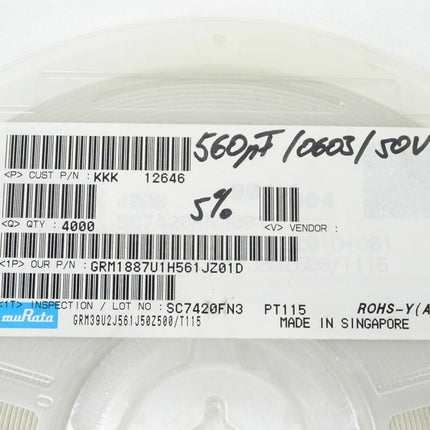 560pF/0603/50V
<P> CUST P/N : KKK 12646
5%
<Q> QTY : 4000
<V> VENDOR :
<1P> OUR P/N : GRM1887U1H561JZ01D
<1T> INSPECTION / LOT NO : SC7420FN3 PT115 ROHS-Y(A
muRata
GRM39U2J561J50Z500/T115
MADE IN SINGAPORE